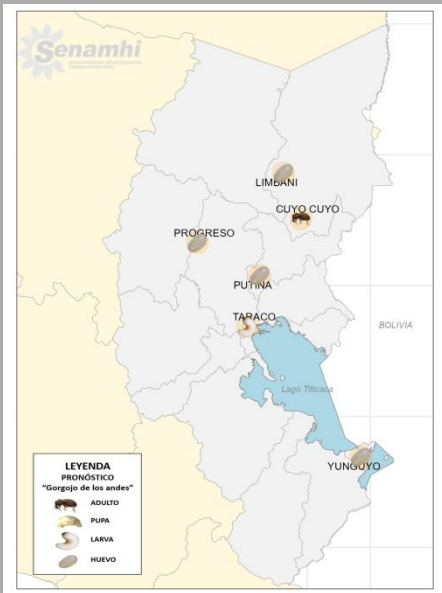 Senamhi
LIMBANI
CUYO CUYO
PROGRESO
PUTINA
TARACO
BOLIVIA
Lago Titicaca
YUNGUYO
LEYENDA
PRONÓSTICO
"Gorgojo de los andes"
ADULTO
PUPA
LARVA
HUEVO